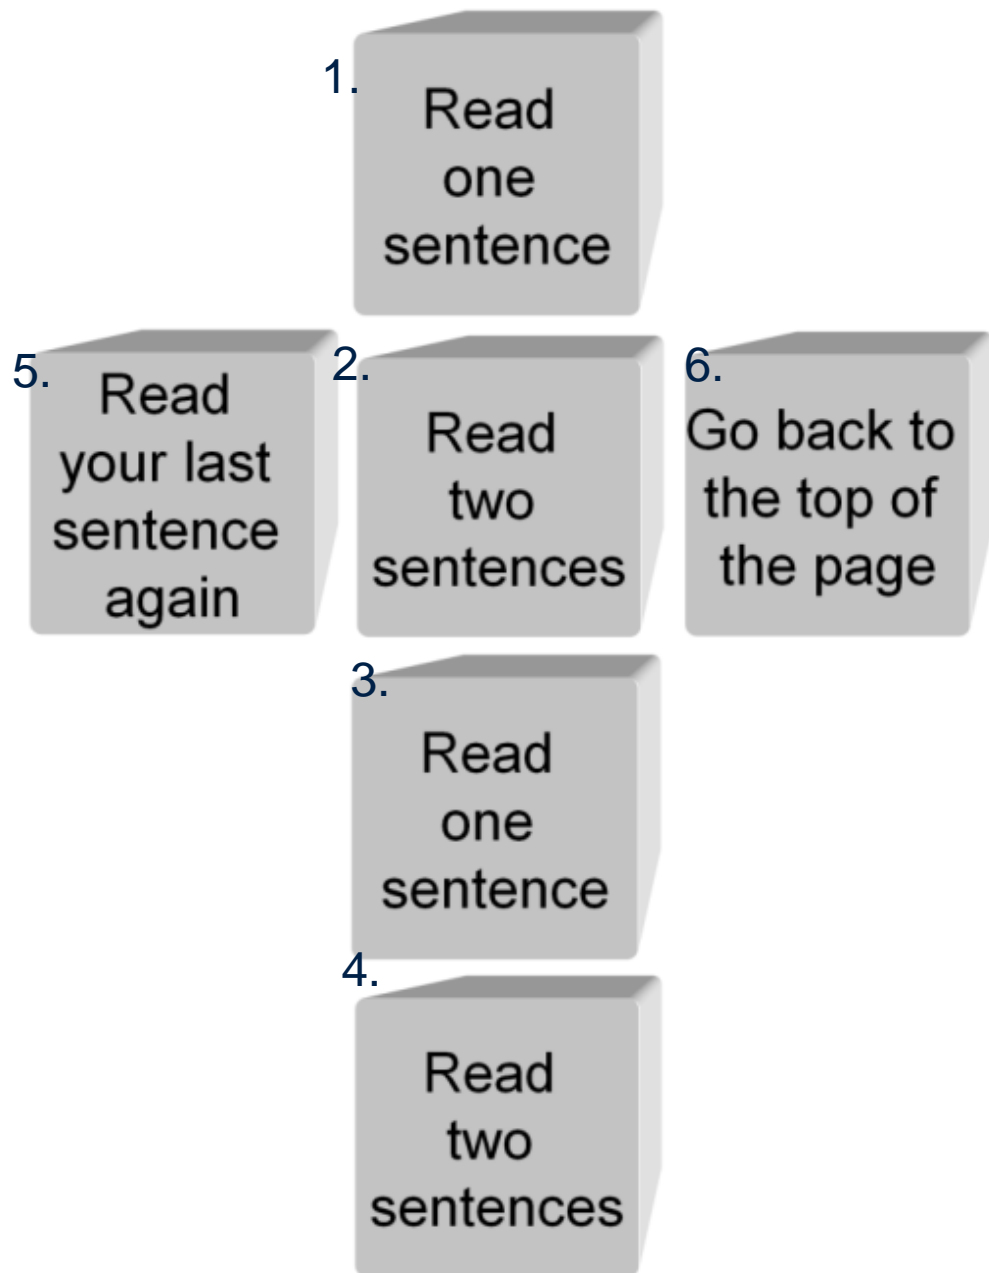 1.
Read
one
sentence
5.
Read
your last
sentence
again
2.
Read
two
sentences
6.
Go back to
the top of
the page
3.
Read
one
sentence
4.
Read
two
sentences